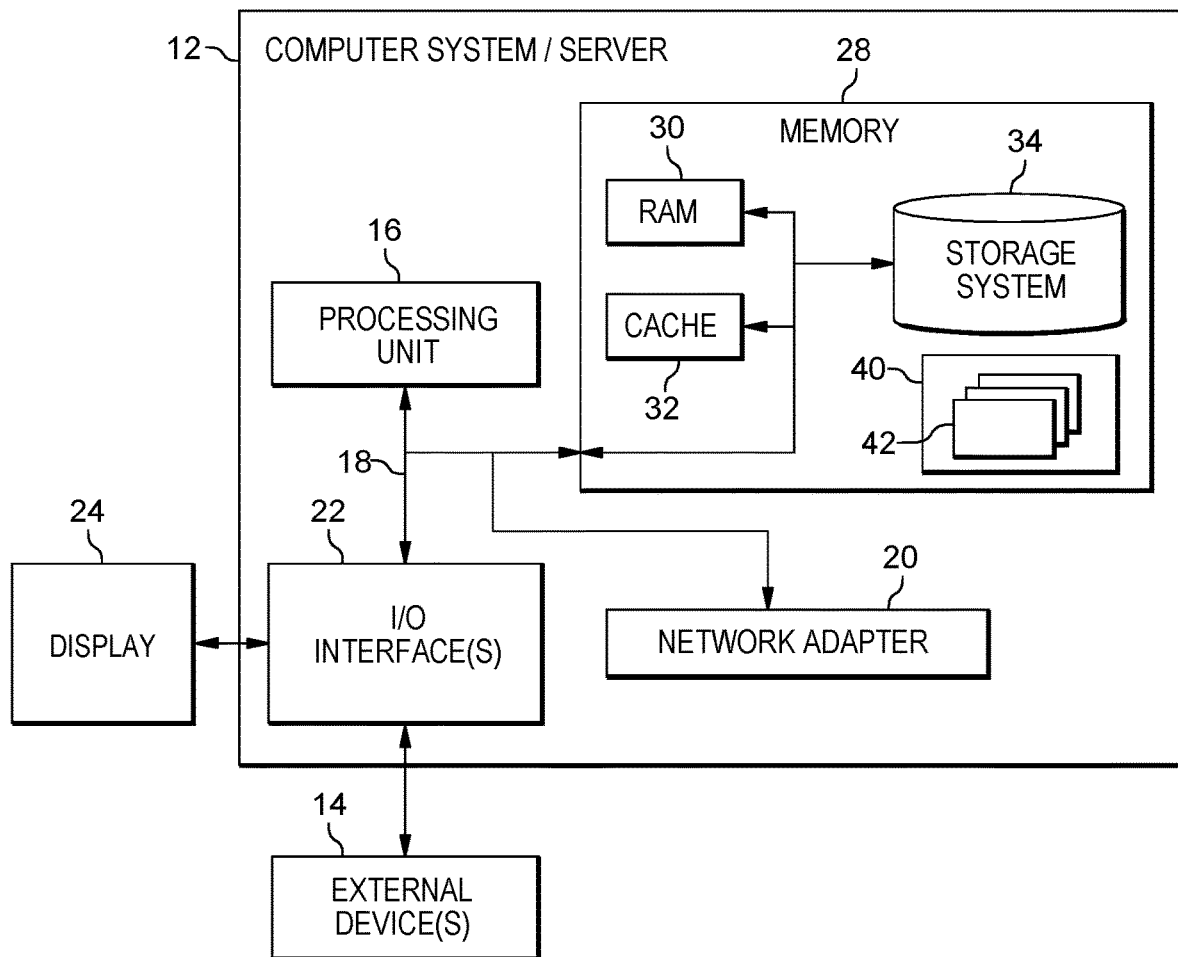 12
COMPUTER SYSTEM / SERVER
28
MEMORY
30
RAM
34
STORAGE
SYSTEM
16
PROCESSING
UNIT
CACHE
32
40
42
18
24
DISPLAY
22
I/O
INTERFACE(S)
20
NETWORK ADAPTER
14
EXTERNAL
DEVICE(S)